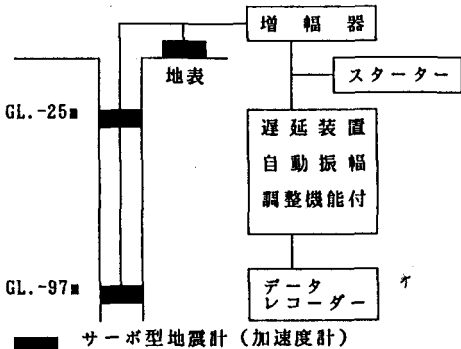 増幅器
地表
スターター
GL.-25m
遅延装置
自動振幅
調整機能付
GL.-97m
データ
レコーダー
サーボ型地震計（加速度計）